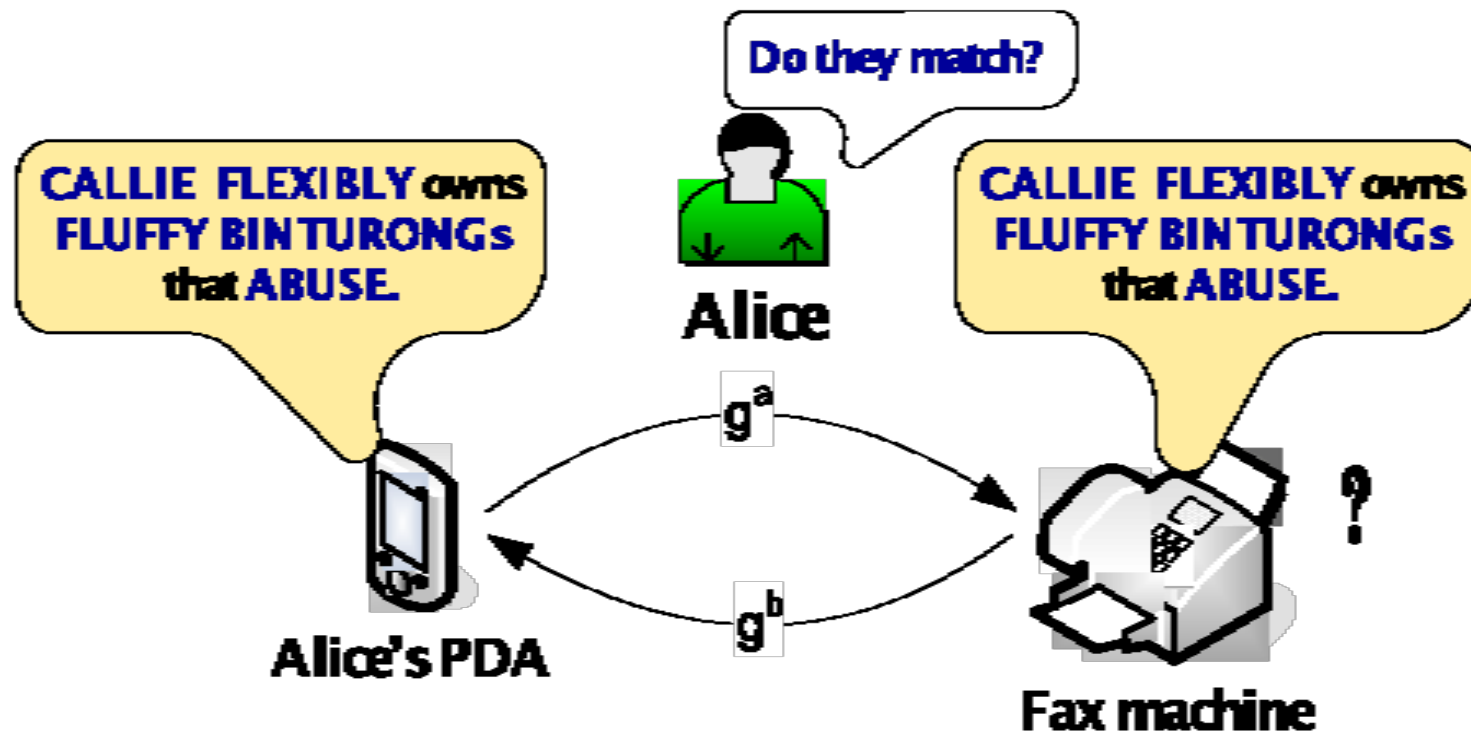 Do they match?
CALLIE FLEXIBLY owns
FLUFFY BINTURONGs
that ABUSE.
CALLIE FLEXIBLY owns
FLUFFY BINTURONGs
that ABUSE.
Alice
g^a
g^b
?
Alice's PDA
Fax machine